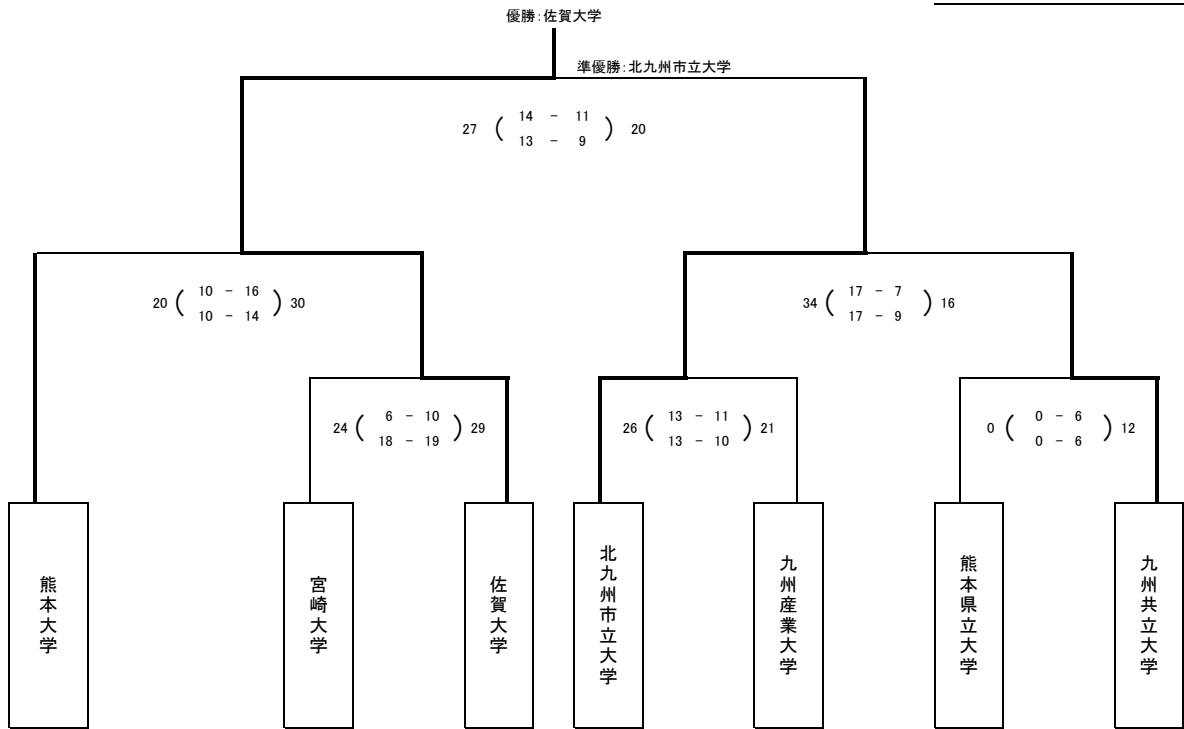 優勝：佐賀大学
準優勝：北九州市立大学
27 ( 14 - 11 ) 20
13 - 9
20 ( 10 - 16 ) 30
10 - 14
34 ( 17 - 7 ) 16
17 - 9
24 ( 6 - 10 ) 29
18 - 19
26 ( 13 - 11 ) 21
13 - 10
0 ( 0 - 6 ) 12
0 - 6
熊本大学
宮崎大学
佐賀大学
北九州市立大学
九州産業大学
熊本県立大学
九州共立大学